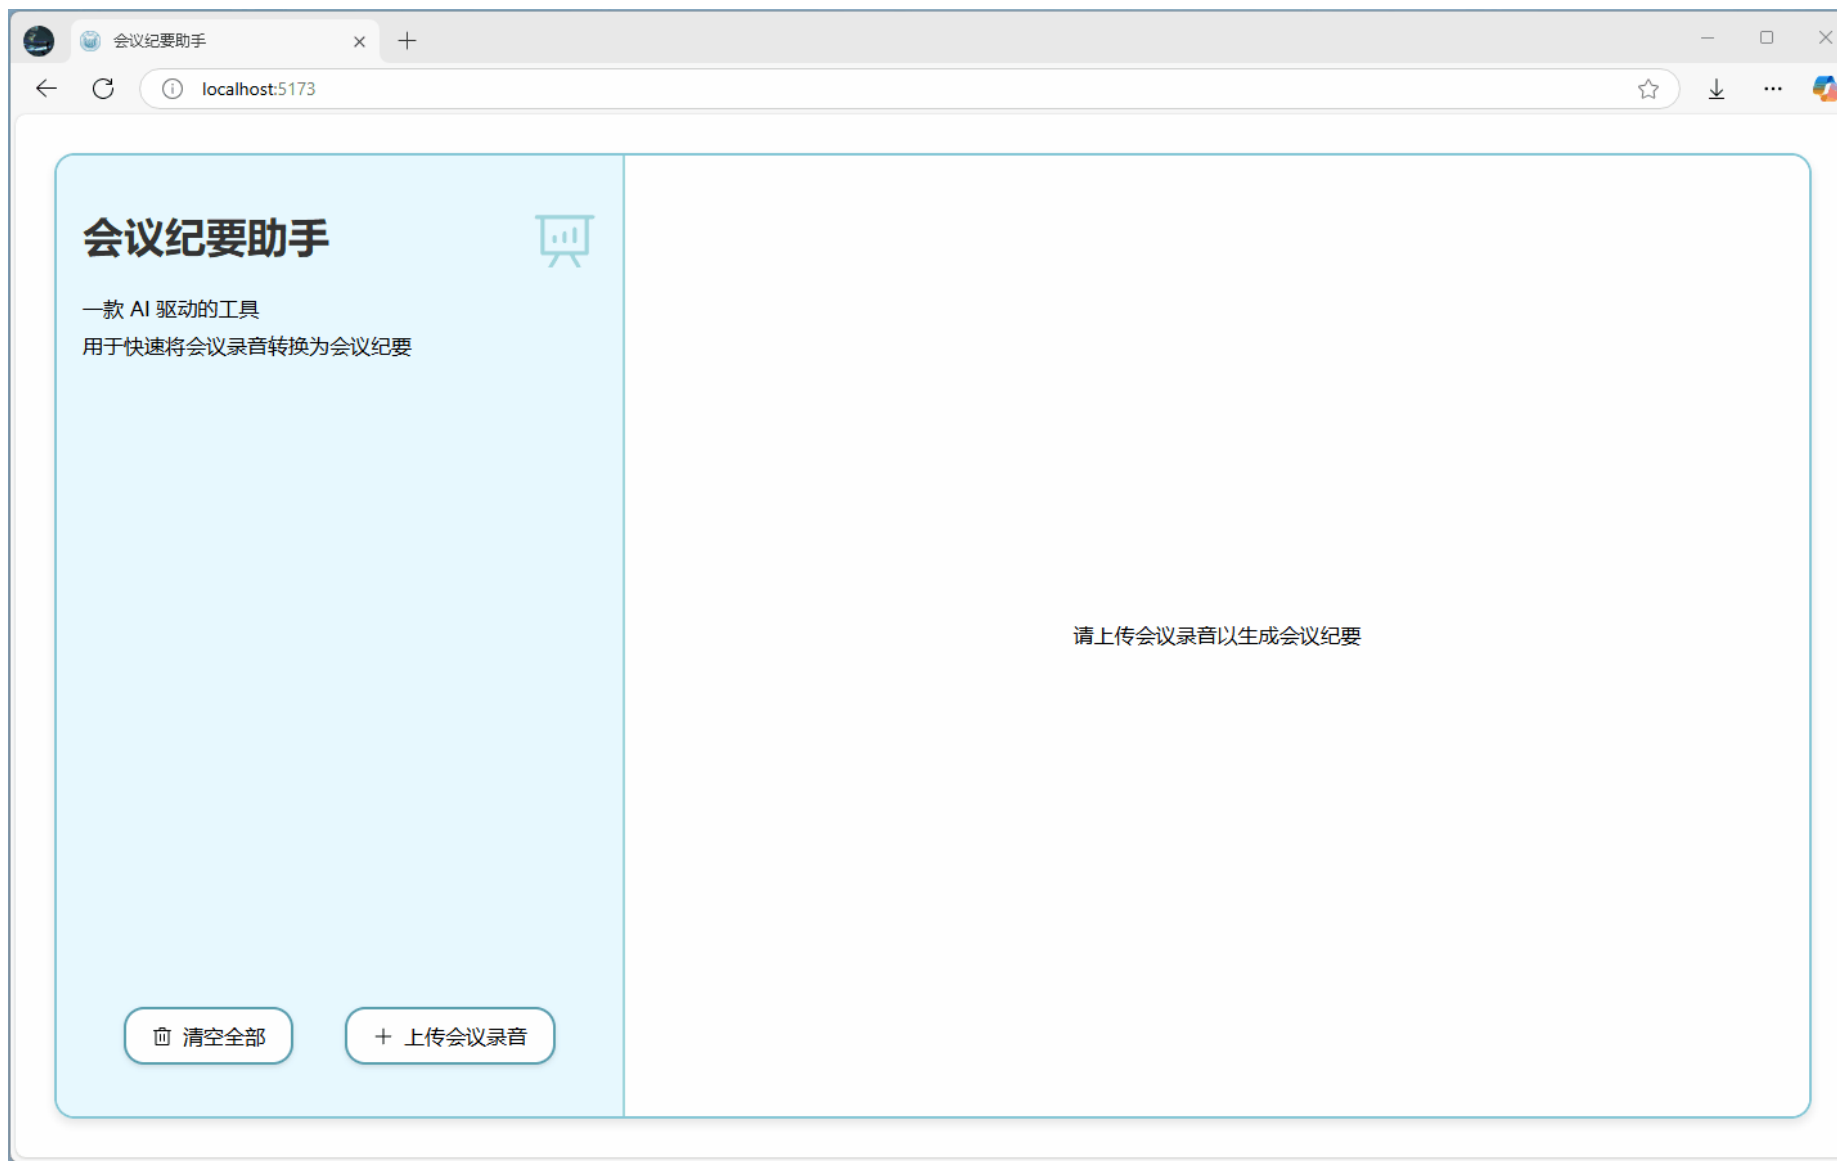 会议纪要助手
localhost:5173
会议纪要助手
一款 AI 驱动的工具
用于快速将会议录音转换为会议纪要
请上传会议录音以生成会议纪要
清空全部
上传会议录音